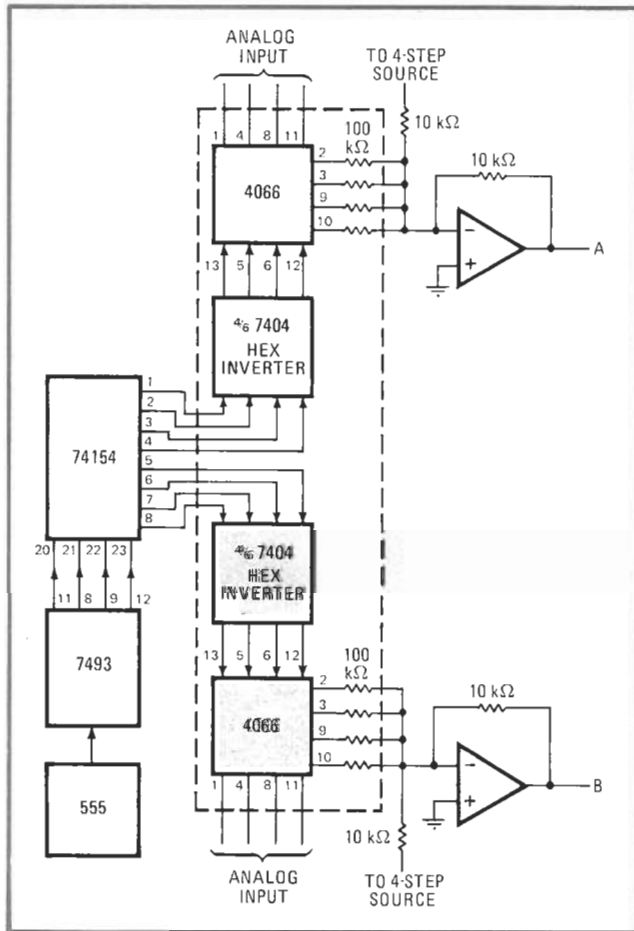 ANALOG
INPUT
TO 4-STEP
SOURCE
1 4 8 11
100
kΩ
10 kΩ
10 kΩ
4066
2
3
9
10
−
+
A
13 5 6 12
4/6 7404
HEX
INVERTER
74154
1
2
3
4
5
6
7
8
20 21 22 23
4/6 7404
HEX
INVERTER
11 8 9 12
7493
13 5 6 12
100
kΩ
10 kΩ
4066
2
3
9
10
−
+
B
1 4 8 11
555
10 kΩ
ANALOG
INPUT
TO 4-STEP
SOURCE